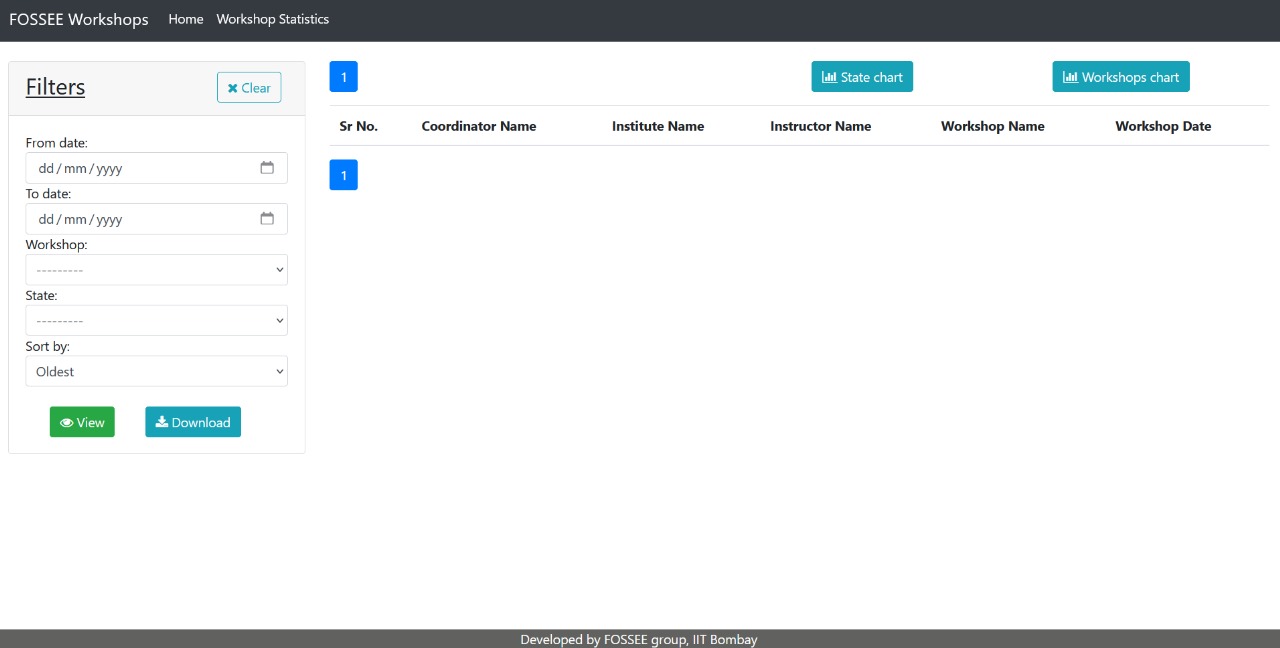 FOSSEE Workshops Home Workshop Statistics
Filters
Clear
From date:
dd/mm/yyyy
To date:
dd/mm/yyyy
Workshop:
---------
State:
---------
Sort by:
Oldest
View Download
1 State chart Workshops chart
Sr No. Coordinator Name Institute Name Instructor Name Workshop Name Workshop Date
1
Developed by FOSSEE group, IIT Bombay